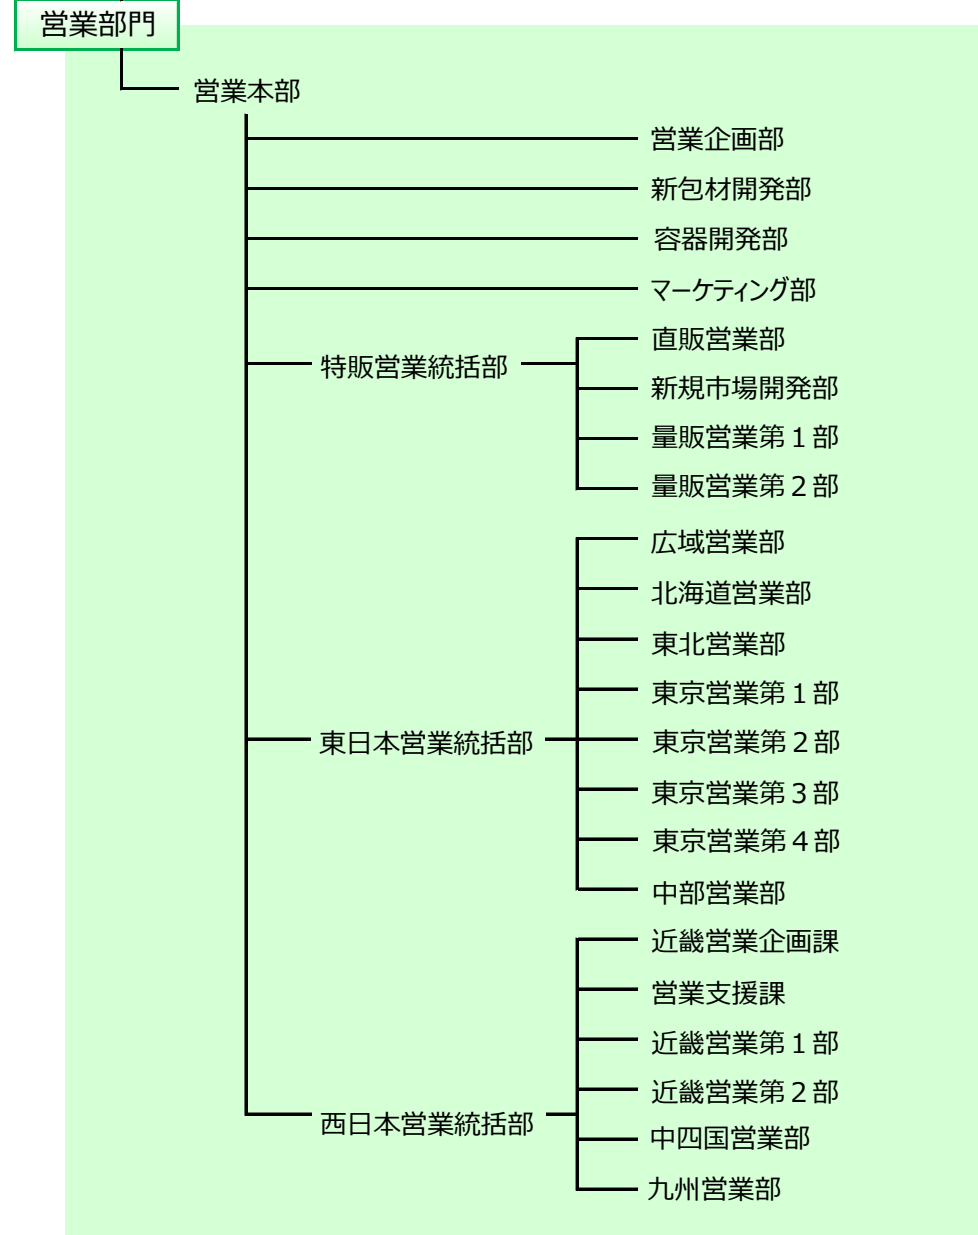 営業部門
営業本部
営業企画部
新包材開発部
容器開発部
マーケティング部
特販営業統括部
直販営業部
新規市場開発部
量販営業第１部
量販営業第２部
東日本営業統括部
広域営業部
北海道営業部
東北営業部
東京営業第１部
東京営業第２部
東京営業第３部
東京営業第４部
中部営業部
西日本営業統括部
近畿営業企画課
営業支援課
近畿営業第１部
近畿営業第２部
中四国営業部
九州営業部